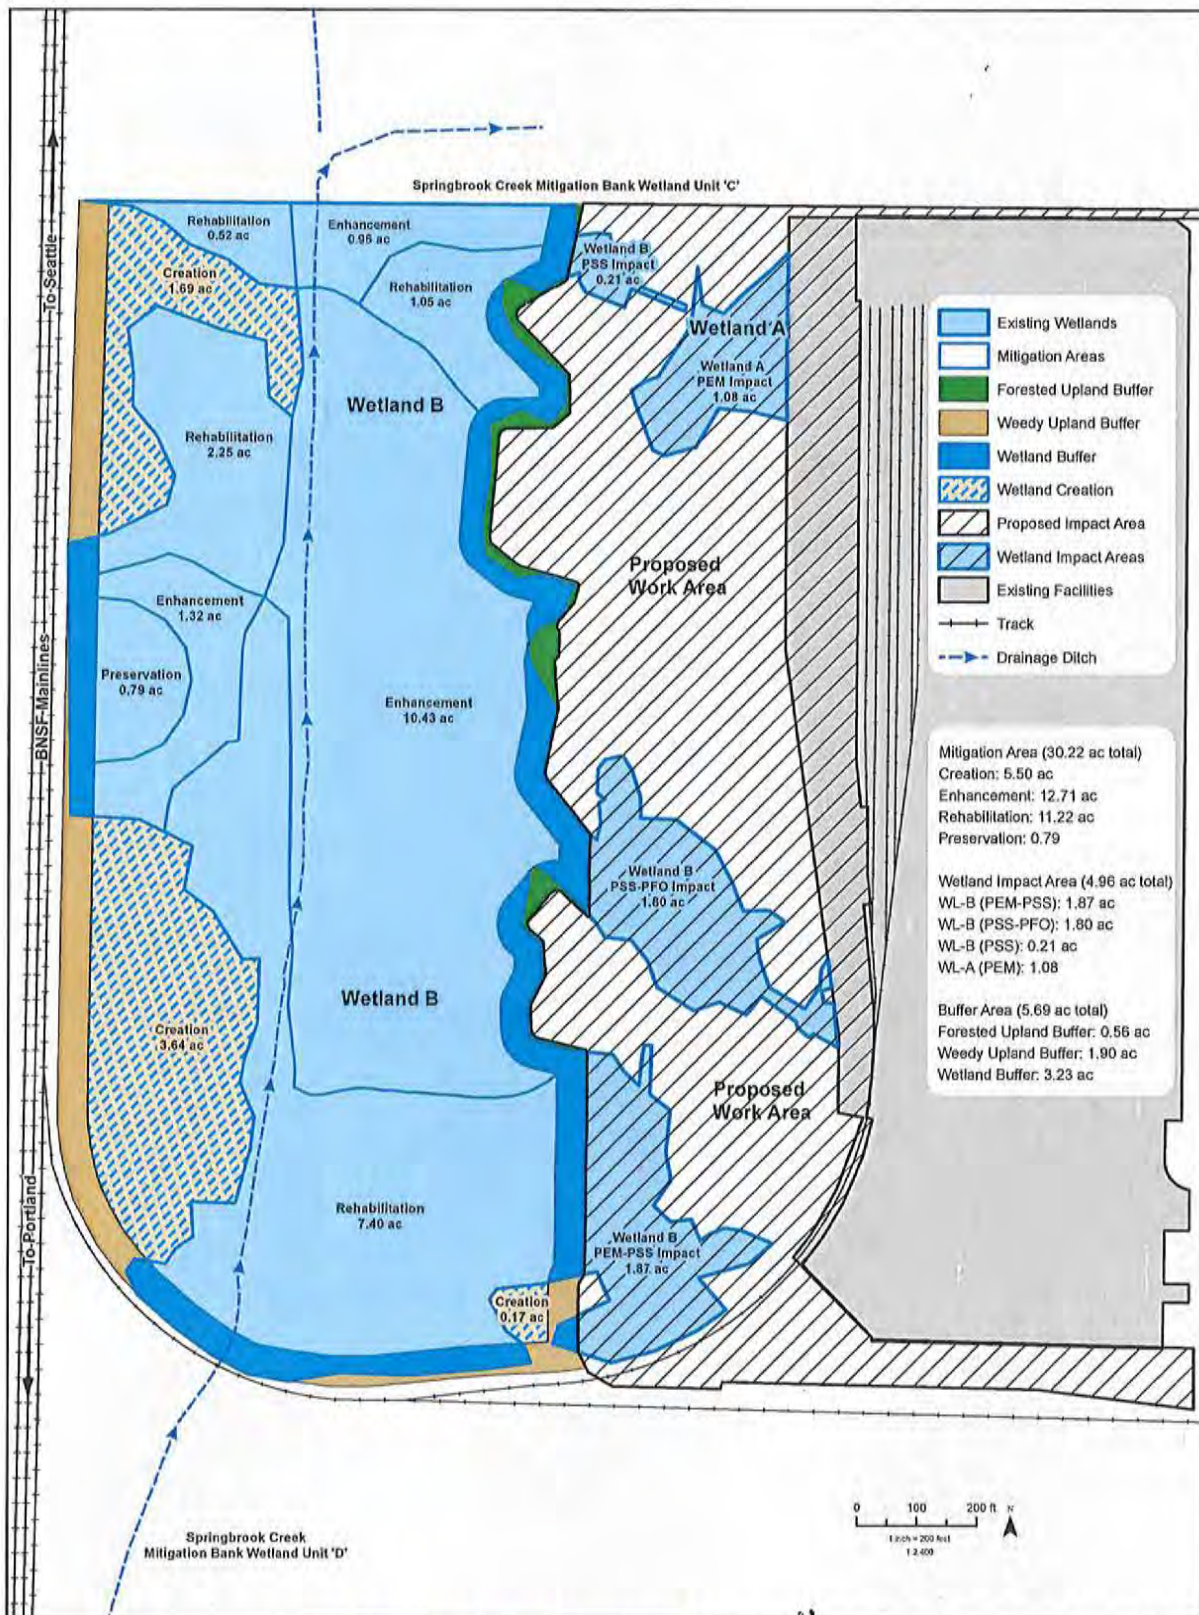 Springbrook Creek Mitigation Bank Wetland Unit 'C'
To Seattle
BNSF Mainlines
To Portland
Rehabilitation
0.52 ac
Enhancement
0.96 ac
Creation
1.69 ac
Rehabilitation
1.05 ac
Wetland B
PSS Impact
0.21 ac
Wetland A
Wetland A
PEM Impact
1.08 ac
Wetland B
Rehabilitation
2.25 ac
Proposed
Work Area
Enhancement
1.32 ac
Preservation
0.79 ac
Enhancement
10.43 ac
Wetland B
PSS-PFO Impact
1.80 ac
Wetland B
Creation
3.64 ac
Proposed
Work Area
Rehabilitation
7.40 ac
Wetland B
PEM-PSS Impact
1.87 ac
Creation
0.17 ac
Existing Wetlands
Mitigation Areas
Forested Upland Buffer
Weedy Upland Buffer
Wetland Buffer
Wetland Creation
Proposed Impact Area
Wetland Impact Areas
Existing Facilities
Track
Drainage Ditch
Mitigation Area (30.22 ac total)
Creation: 5.50 ac
Enhancement: 12.71 ac
Rehabilitation: 11.22 ac
Preservation: 0.79
Wetland Impact Area (4.96 ac total)
WL-B (PEM-PSS): 1.87 ac
WL-B (PSS-PFO): 1.80 ac
WL-B (PSS): 0.21 ac
WL-A (PEM): 1.08
Buffer Area (5.69 ac total)
Forested Upland Buffer: 0.56 ac
Weedy Upland Buffer: 1.90 ac
Wetland Buffer: 3.23 ac
0 100 200 ft N
1 inch = 200 feet
1:2,400
Springbrook Creek
Mitigation Bank Wetland Unit 'D'